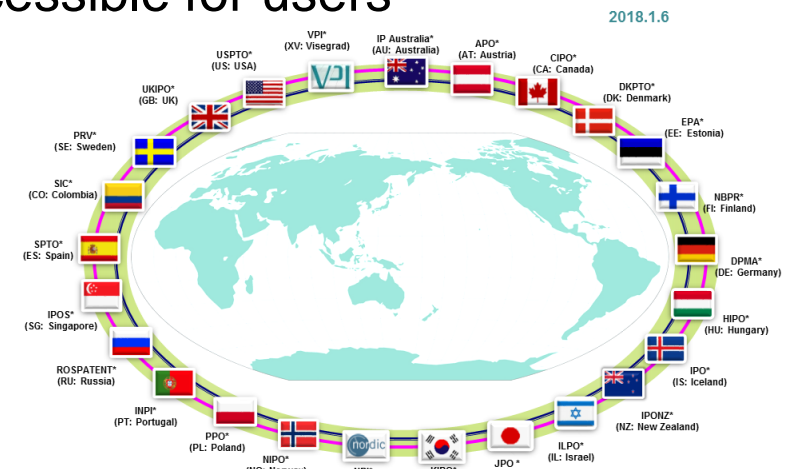 for users
2018.1.6
VPI*
(XV: Visegrad)
IP Australia*
(AU: Australia)
APO*
(AT: Austria)
CIPO*
(CA: Canada)
DKPTO*
(DK: Denmark)
EPA*
(EE: Estonia)
NBPR*
(FI: Finland)
DPMA*
(DE: Germany)
HIPO*
(HU: Hungary)
IPO*
(IS: Iceland)
IPONZ*
(NZ: New Zealand)
ILPO*
(IL: Israel)
JPO *
nordic
NIPO*
PPO*
(PL: Poland)
INPI*
(PT: Portugal)
ROSPATENT*
(RU: Russia)
IPOS*
(SG: Singapore)
SPTO*
(ES: Spain)
SIC*
(CO: Colombia)
PRV*
(SE: Sweden)
UKIPO*
(GB: UK)
USPTO*
(US: USA)
VPI